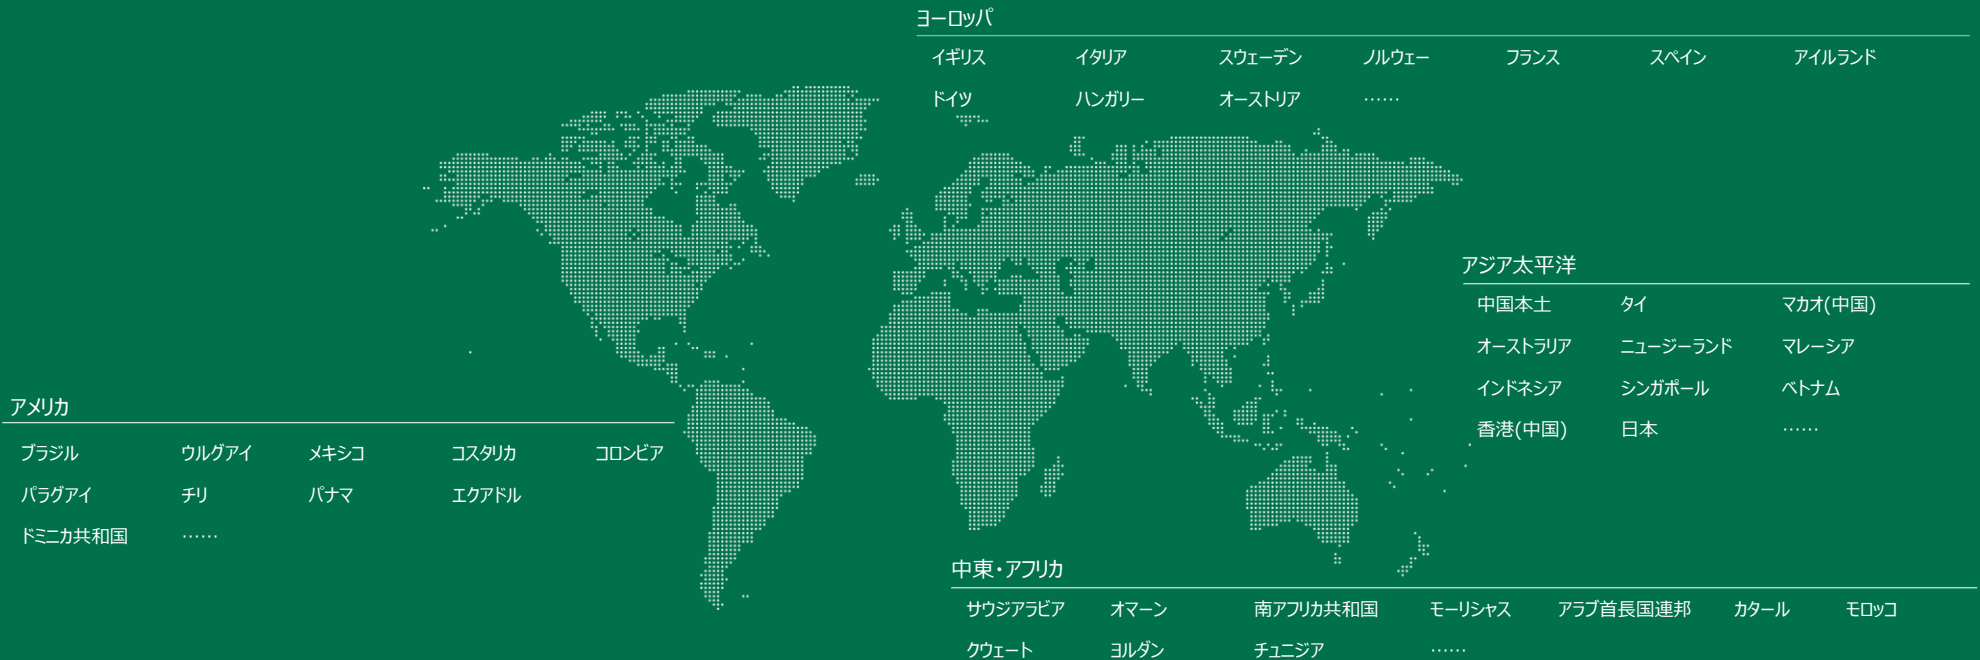 ヨーロッパ
イギリス イタリア スウェーデン ノルウェー フランス スペイン アイルランド
ドイツ ハンガリー オーストリア ……
アジア太平洋
中国本土 タイ マカオ(中国)
オーストラリア ニュージーランド マレーシア
インドネシア シンガポール ベトナム
香港(中国) 日本 ……
アメリカ
ブラジル ウルグアイ メキシコ コスタリカ コロンビア
パラグアイ チリ パナマ エクアドル
ドミニカ共和国 ……
中東・アフリカ
サウジアラビア オマーン 南アフリカ共和国 モーリシャス アラブ首長国連邦 カタール モロッコ
クウェート ヨルダン チュニジア ……